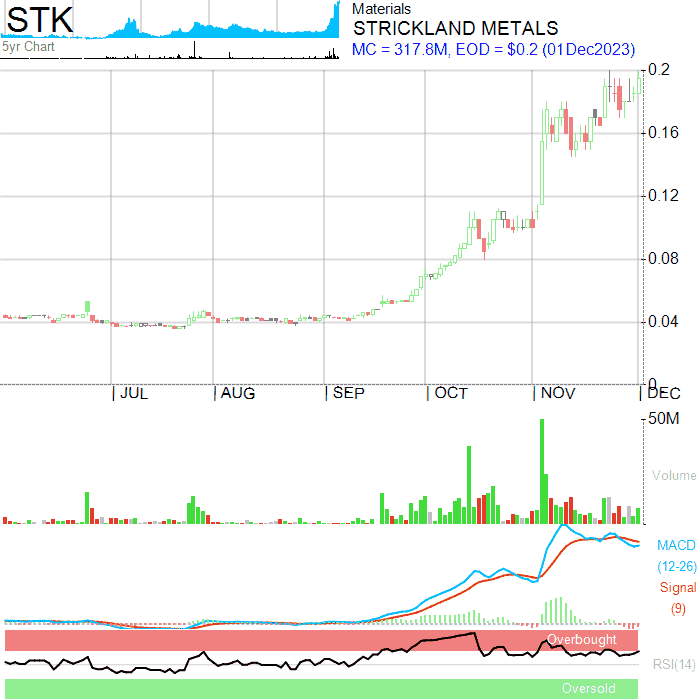 STK
5yr Chart
Materials
STRICKLAND METALS
MC = 317.8M, EOD = $0.2 (01Dec2023)
0.2
0.16
0.12
0.08
0.04
0
JUL AUG SEP OCT NOV DEC
50M
Volume
MACD
(12-26)
Signal
(9)
Overbought
RSI(14)
Oversold